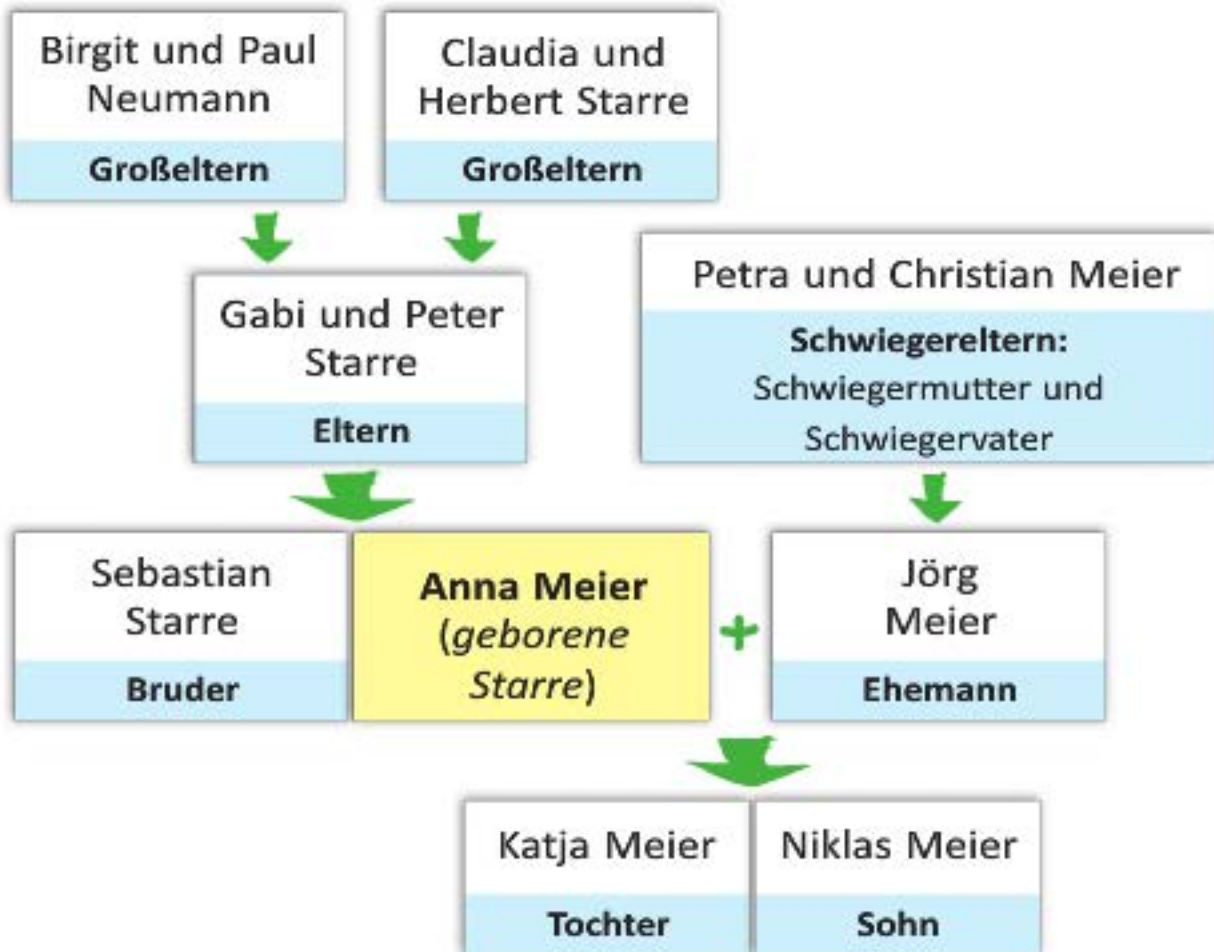 Birgit und Paul
Neumann
Großeltern
Claudia und
Herbert Starre
Großeltern
Gabi und Peter
Starre
Eltern
Petra und Christian Meier
Schwiegereltern:
Schwiegermutter und
Schwiegervater
Sebastian
Starre
Bruder
Anna Meier
(geborene
Starre)
+
Jörg
Meier
Ehemann
Katja Meier
Tochter
Niklas Meier
Sohn